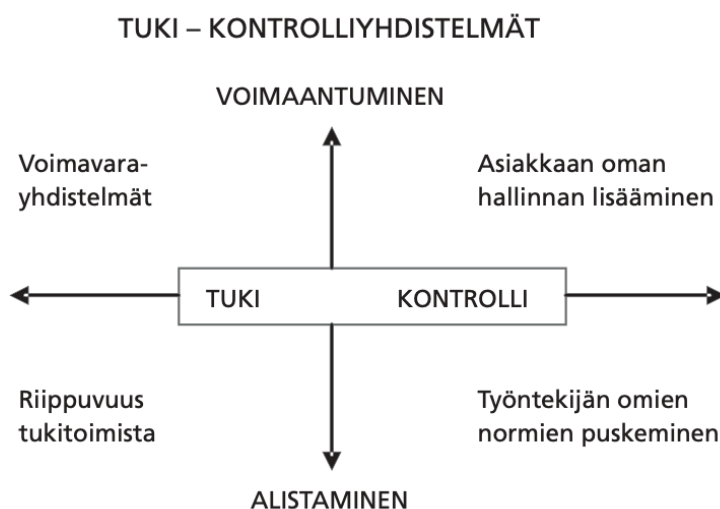 TUKI – KONTROLLIYHDISTELMÄT
VOIMAANTUMINEN
Voimavara-
yhdistelmät
Asiakkaan oman
hallinnan lisääminen
TUKI
KONTROLLI
Riippuvuus
tukitoimista
Työntekijän omien
normien puskeminen
ALISTAMINEN